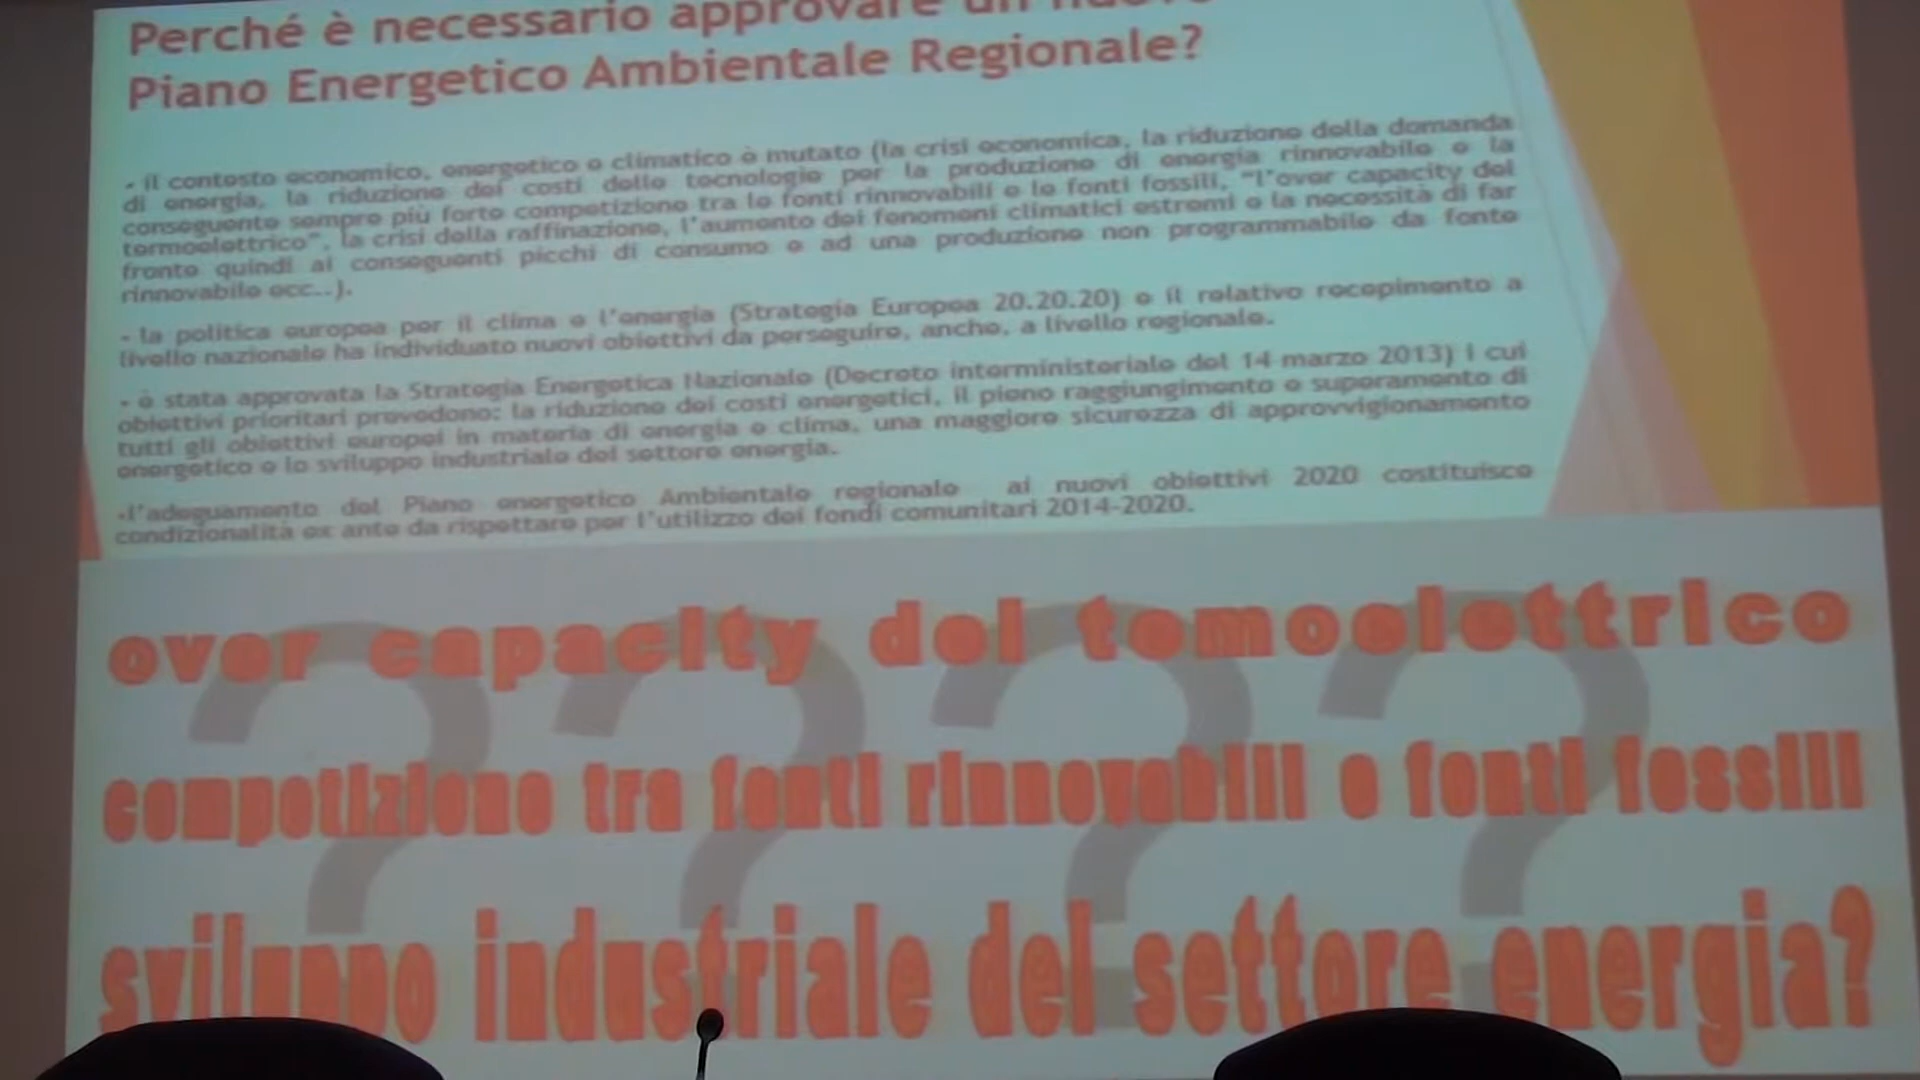 Perché è necessario approvare un nuovo
Piano Energetico Ambientale Regionale?
- il contesto economico, energetico e climatico è mutato (la crisi economica, la riduzione della domanda
di energia, la riduzione dei costi delle tecnologie per la produzione di energia rinnovabile e la
conseguente sempre più forte competizione tra le fonti rinnovabili e le fonti fossili, "l'over capacity del
termoelettrico", la crisi della raffinazione, l'aumento dei fenomeni climatici estremi e la necessità di far
fronte quindi ai conseguenti picchi di consumo e ad una produzione non programmabile da fonte
rinnovabile ecc..).
- la politica europea per il clima e l'energia (Strategia Europea 20.20.20) e il relativo recepimento a
livello nazionale ha individuato nuovi obiettivi da perseguire, anche, a livello regionale.
- è stata approvata la Strategia Energetica Nazionale (Decreto interministeriale del 14 marzo 2013) i cui
obiettivi prioritari prevedono: la riduzione dei costi energetici, il pieno raggiungimento e superamento di
tutti gli obiettivi europei in materia di energia e clima, una maggiore sicurezza di approvvigionamento
energetico e lo sviluppo industriale del settore energia.
-l'adeguamento del Piano energetico Ambientale regionale ai nuovi obiettivi 2020 costituisce
condizionalità ex ante da rispettare per l'utilizzo dei fondi comunitari 2014-2020.
over capacity del temoelettrico
competizione tra fonti rinnovabili e fonti fossili
sviluppo industriale del settore energia?